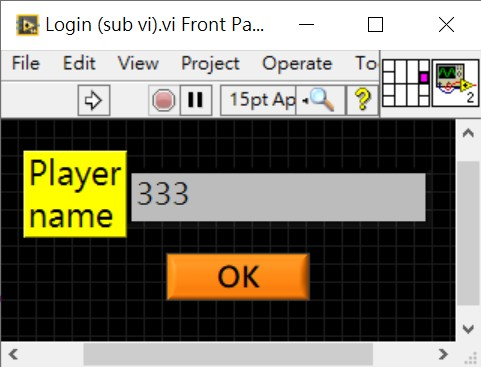 Login (sub vi).vi Front Pa...
File Edit View Project Operate To
15pt Ap
2
Player
name
333
OK